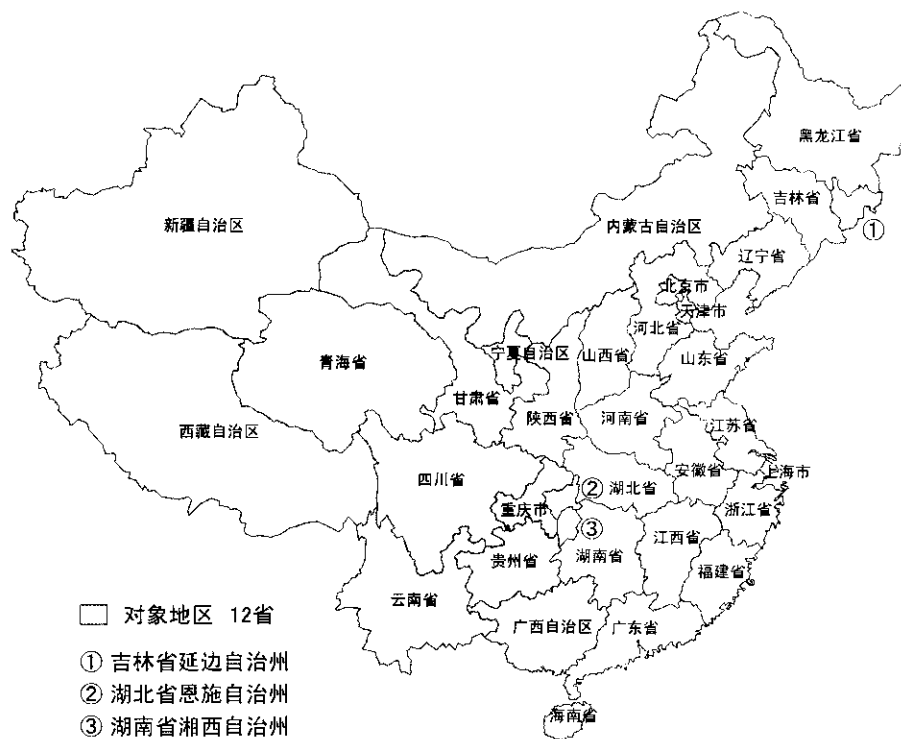 黑龙江省
吉林省
新疆自治区
内蒙古自治区
①
辽宁省
北京市
天津市
河北省
宁夏自治区
山西省
山东省
青海省
甘肃省
陕西省
河南省
江苏省
西藏自治区
四川省
安徽省
上海市
② 湖北省
重庆市
浙江省
③
江西省
贵州省
湖南省
福建省
云南省
对象地区 12省
广西自治区
广东省
① 吉林省延边自治州
② 湖北省恩施自治州
③ 湖南省湘西自治州
海南省